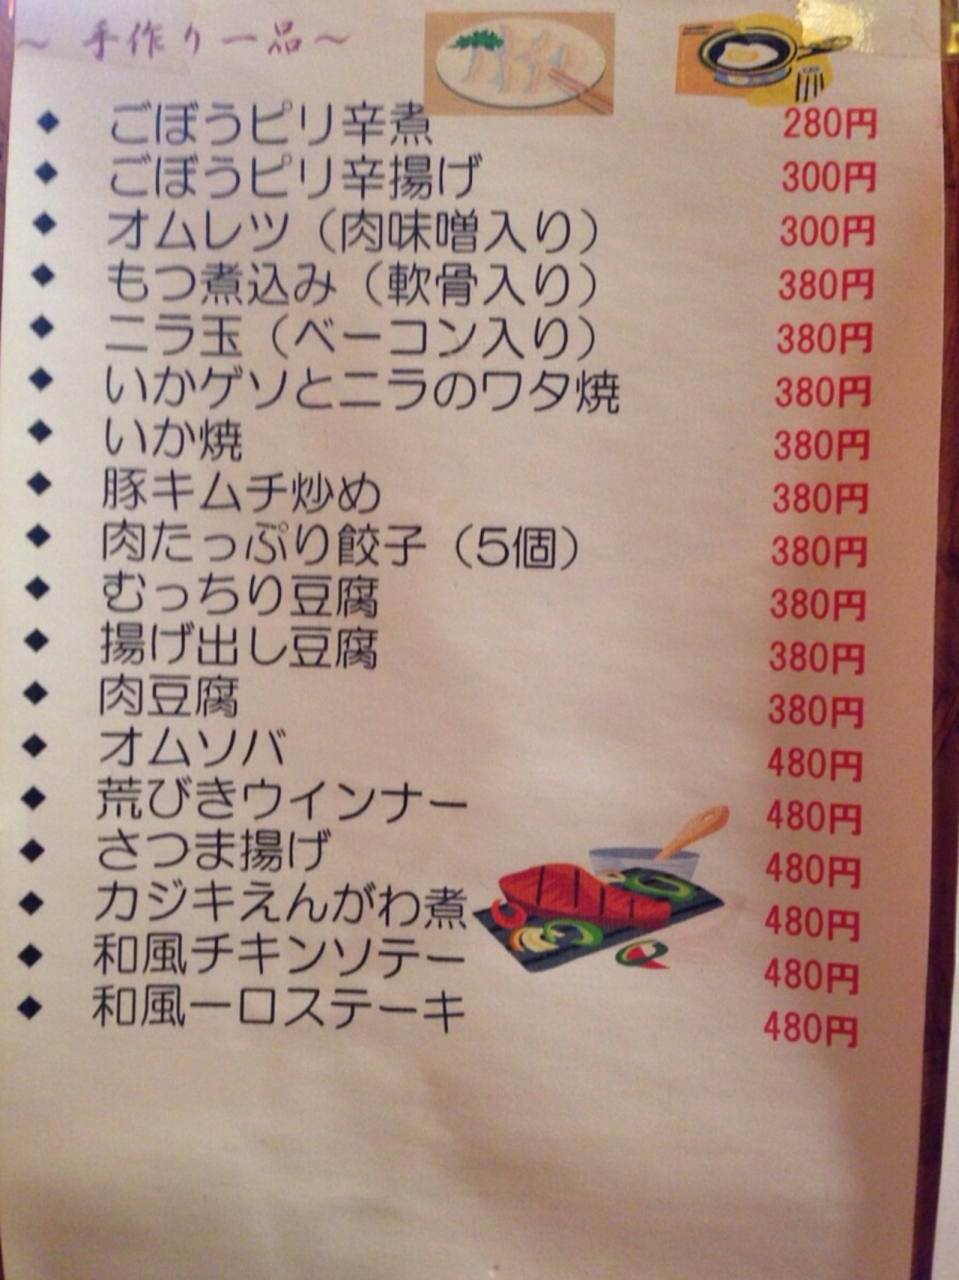 ～ 手作り一品～
◆ ごぼうピリ辛煮 280円
◆ ごぼうピリ辛揚げ 300円
◆ オムレツ（肉味噌入り） 300円
◆ もつ煮込み（軟骨入り） 380円
◆ ニラ玉（ベーコン入り） 380円
◆ いかゲソとニラのワタ焼 380円
◆ いか焼 380円
◆ 豚キムチ炒め 380円
◆ 肉たっぷり餃子（5個） 380円
◆ むっちり豆腐 380円
◆ 揚げ出し豆腐 380円
◆ 肉豆腐 380円
◆ オムソバ 480円
◆ 荒びきウインナー 480円
◆ さつま揚げ 480円
◆ カジキえんがわ煮 480円
◆ 和風チキンソテー 480円
◆ 和風一口ステーキ 480円